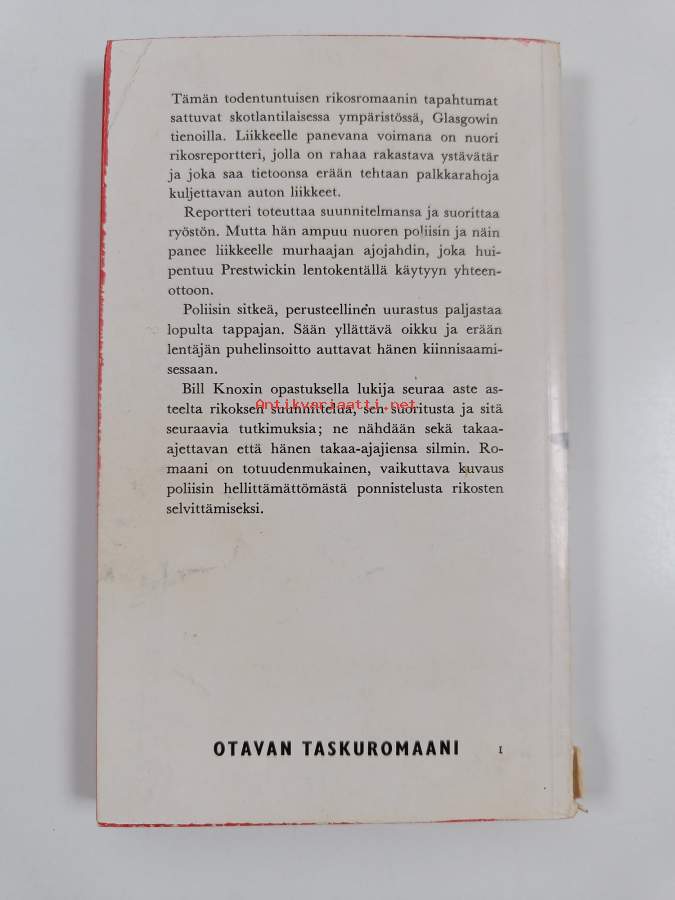 Tämän todentuntuisen rikosromaanin tapahtumat
sattuvat skotlantilaisessa ympäristössä, Glasgowin
tienoilla. Liikkeelle panevana voimana on nuori
rikosreportteri, jolla on rahaa rakastava ystävätär
ja joka saa tietoonsa erään tehtaan palkkarahoja
kuljettavan auton liikkeet.
Reportteri toteuttaa suunnitelmansa ja suorittaa
ryöstön. Mutta hän ampuu nuoren poliisin ja näin
panee liikkeelle murhaajan ajojahdin, joka hui-
pentuu Prestwickin lentokentällä käytyyn yhteen-
ottoon.
Poliisin sitkeä, perusteellinen uurastus paljastaa
lopulta tappajan. Sään yllättävä oikku ja erään
lentäjän puhelinsoitto auttavat hänen kiinnisaami-
sessaan.
Bill Knoxin opastuksella lukija seuraa aste as-
teelta rikoksen suunnittelua, sen suoritusta ja sitä
Antikvariaatti.net
seuraavia tutkimuksia; ne nähdään sekä takaa-
ajettavan että hänen takaa-ajajiensa silmin. Ro-
maani on totuudenmukainen, vaikuttava kuvaus
poliisin hellittämättömästä ponnistelusta rikosten
selvittämiseksi.
OTAVAN TASKUROMAANI 1